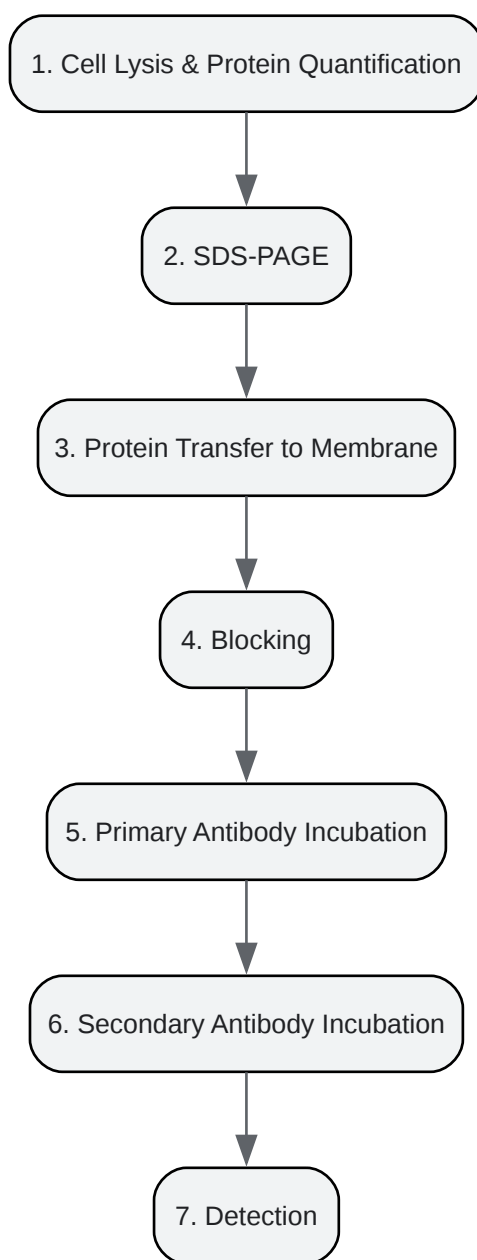 1. Cell Lysis & Protein Quantification
2. SDS-PAGE
3. Protein Transfer to Membrane
4. Blocking
5. Primary Antibody Incubation
6. Secondary Antibody Incubation
7. Detection